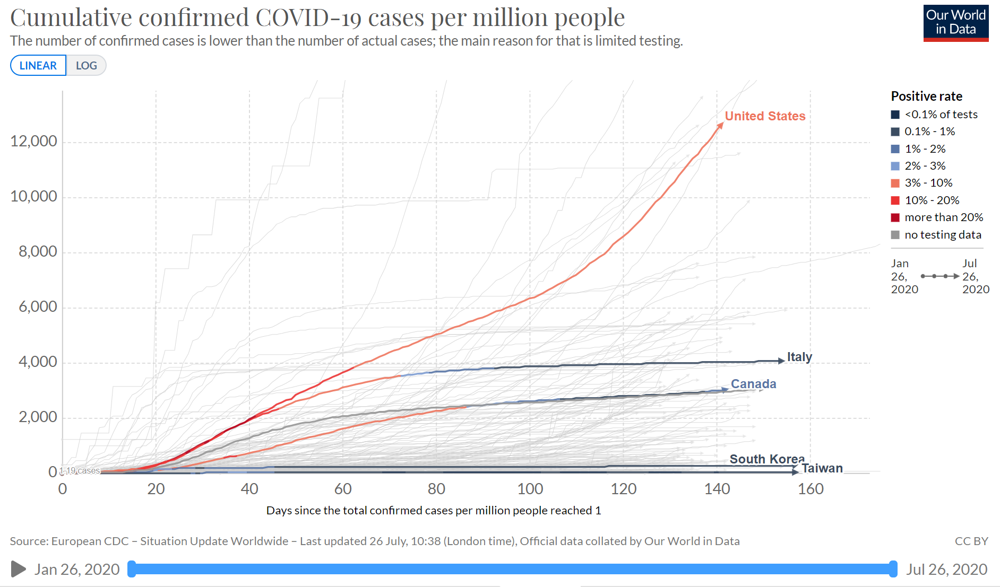 Cumulative confirmed COVID-19 cases per million people
Our World
in Data
The number of confirmed cases is lower than the number of actual cases; the main reason for that is limited testing.
LINEAR LOG
12,000
10,000
8,000
6,000
4,000
2,000
0
1.19 cases
United States
Italy
Canada
South Korea
Taiwan
0 20 40 60 80 100 120 140 160
Days since the total confirmed cases per million people reached 1
Positive rate
<0.1% of tests
0.1% - 1%
1% - 2%
2% - 3%
3% - 10%
10% - 20%
more than 20%
no testing data
Jan
26,
2020
Jul
26,
2020
Source: European CDC – Situation Update Worldwide – Last updated 26 July, 10:38 (London time), Official data collated by Our World in Data
CC BY
Jan 26, 2020
Jul 26, 2020